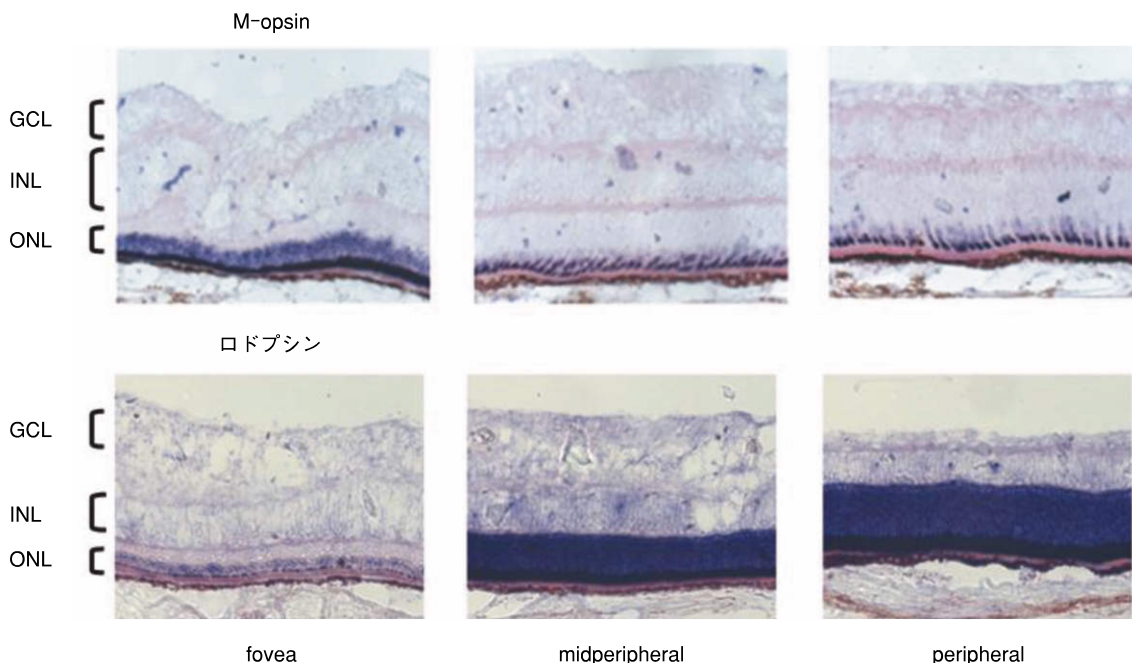 M-opsin
GCL
INL
ONL
ロドプシン
GCL
INL
ONL
fovea midperipheral peripheral